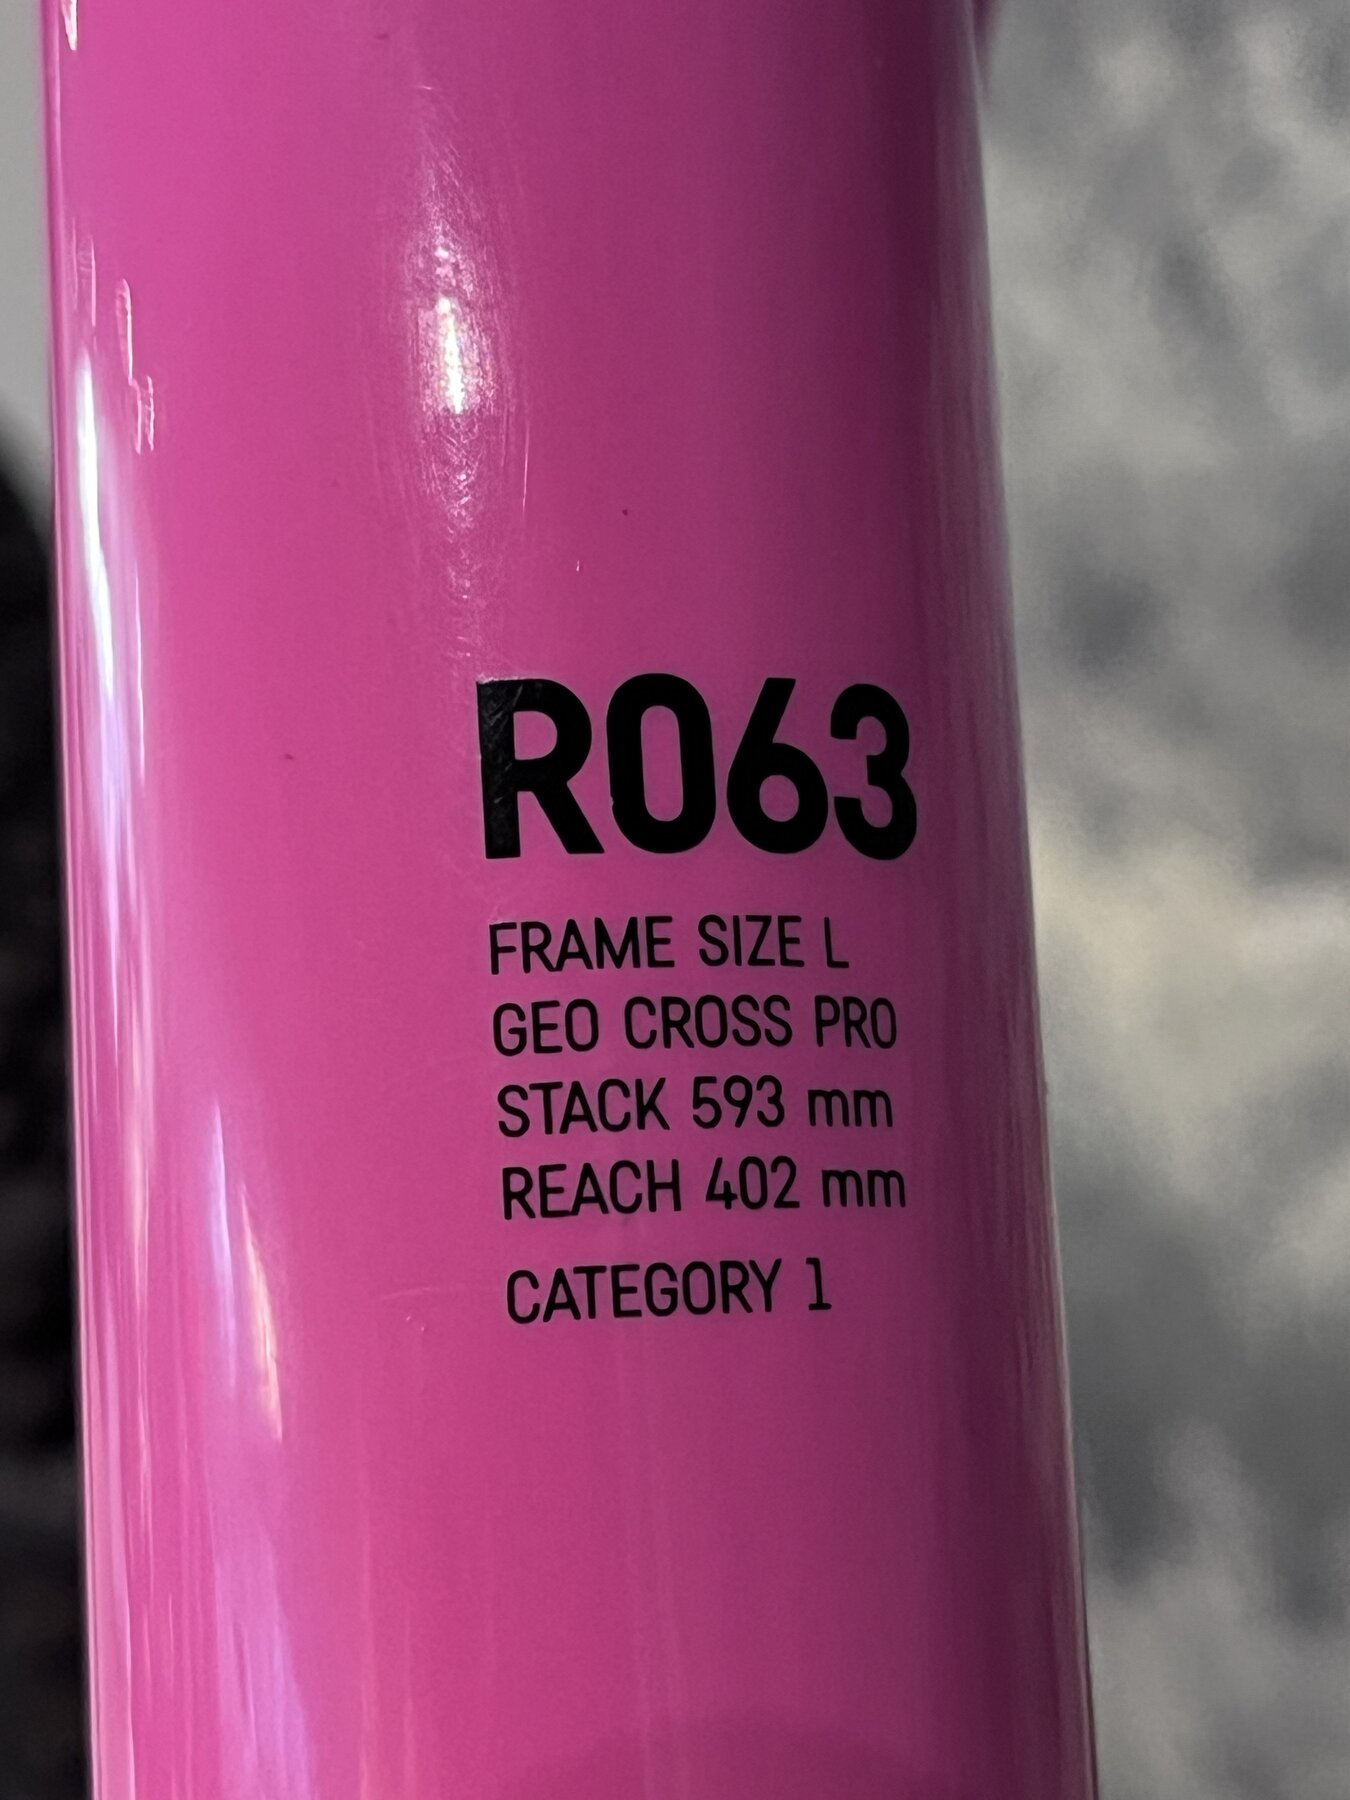 R063
FRAME SIZE L
GEO CROSS PRO
STACK 593 mm
REACH 402 mm
CATEGORY 1